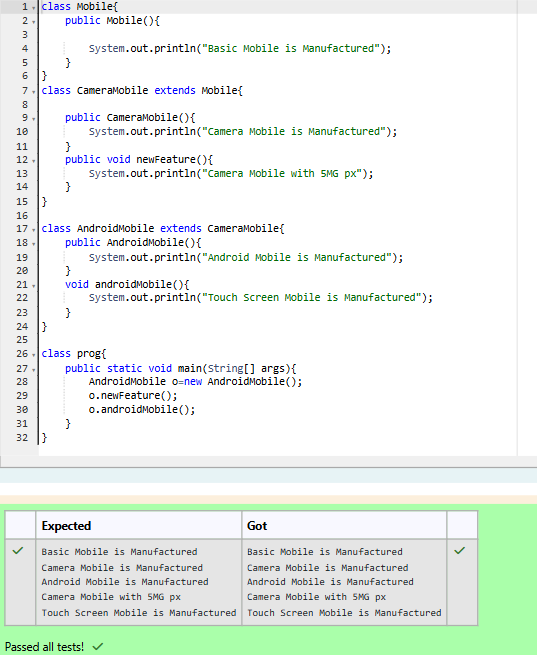 1 class Mobile{
2 public Mobile(){
3
4 System.out.println("Basic Mobile is Manufactured");
5 }
6 }
7 class CameraMobile extends Mobile{
8
9 public CameraMobile(){
10 System.out.println("Camera Mobile is Manufactured");
11 }
12 public void newFeature(){
13 System.out.println("Camera Mobile with 5MG px");
14 }
15 }
16
17 class AndroidMobile extends CameraMobile{
18 public AndroidMobile(){
19 System.out.println("Android Mobile is Manufactured");
20 }
21 void androidMobile(){
22 System.out.println("Touch Screen Mobile is Manufactured");
23 }
24 }
25
26 class prog{
27 public static void main(String[] args){
28 AndroidMobile o=new AndroidMobile();
29 o.newFeature();
30 o.androidMobile();
31 }
32 }
Expected Got
Basic Mobile is Manufactured Basic Mobile is Manufactured
Camera Mobile is Manufactured Camera Mobile is Manufactured
Android Mobile is Manufactured Android Mobile is Manufactured
Camera Mobile with 5MG px Camera Mobile with 5MG px
Touch Screen Mobile is Manufactured Touch Screen Mobile is Manufactured
Passed all tests!